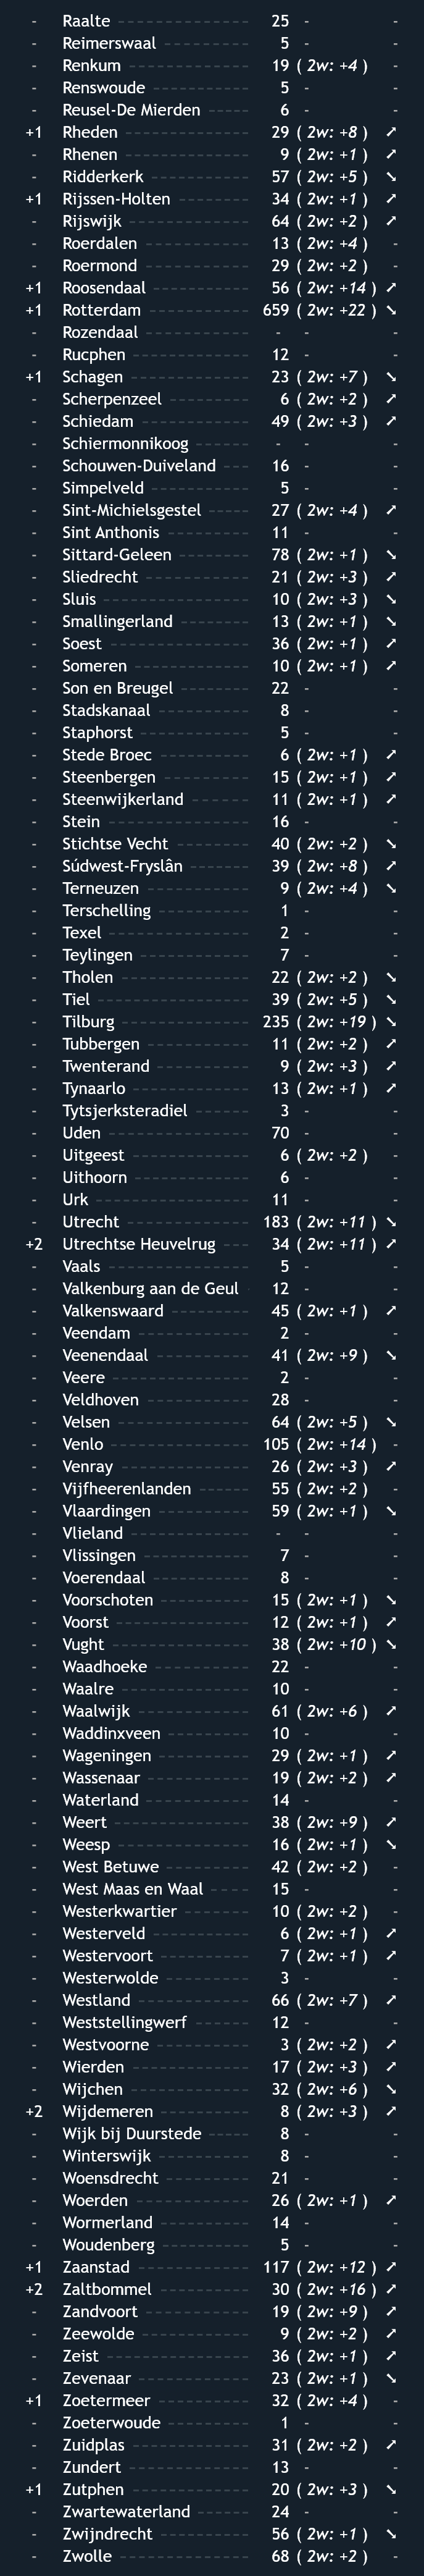 - Raalte 25 - -
- Reimerswaal 5 - -
- Renkum 19 ( 2w: +4 ) -
- Renswoude 5 - -
- Reusel-De Mierden 6 - -
+1 Rheden 29 ( 2w: +8 ) ➚
- Rhenen 9 ( 2w: +1 ) ➚
- Ridderkerk 57 ( 2w: +5 ) ➘
+1 Rijssen-Holten 34 ( 2w: +1 ) ➚
- Rijswijk 64 ( 2w: +2 ) ➚
- Roerdalen 13 ( 2w: +4 ) -
- Roermond 29 ( 2w: +2 ) -
+1 Roosendaal 56 ( 2w: +14 ) ➚
+1 Rotterdam 659 ( 2w: +22 ) ➘
- Rozendaal - - -
- Rucphen 12 - -
+1 Schagen 23 ( 2w: +7 ) ➘
- Scherpenzeel 6 ( 2w: +2 ) ➚
- Schiedam 49 ( 2w: +3 ) ➚
- Schiermonnikoog - - -
- Schouwen-Duiveland 16 - -
- Simpelveld 5 - -
- Sint-Michielsgestel 27 ( 2w: +4 ) ➚
- Sint Anthonis 11 - -
- Sittard-Geleen 78 ( 2w: +1 ) ➘
- Sliedrecht 21 ( 2w: +3 ) ➚
- Sluis 10 ( 2w: +3 ) ➘
- Smallingerland 13 ( 2w: +1 ) ➘
- Soest 36 ( 2w: +1 ) ➚
- Someren 10 ( 2w: +1 ) ➚
- Son en Breugel 22 - -
- Stadskanaal 8 - -
- Staphorst 5 - -
- Stede Broec 6 ( 2w: +1 ) ➚
- Steenbergen 15 ( 2w: +1 ) ➚
- Steenwijkerland 11 ( 2w: +1 ) ➚
- Stein 16 - -
- Stichtse Vecht 40 ( 2w: +2 ) ➘
- Súdwest-Fryslân 39 ( 2w: +8 ) ➚
- Terneuzen 9 ( 2w: +4 ) ➘
- Terschelling 1 - -
- Texel 2 - -
- Teylingen 7 - -
- Tholen 22 ( 2w: +2 ) ➘
- Tiel 39 ( 2w: +5 ) ➘
- Tilburg 235 ( 2w: +19 ) ➘
- Tubbergen 11 ( 2w: +2 ) ➚
- Twenterand 9 ( 2w: +3 ) ➚
- Tynaarlo 13 ( 2w: +1 ) ➚
- Tytsjerksteradiel 3 - -
- Uden 70 - -
- Uitgeest 6 ( 2w: +2 ) -
- Uithoorn 6 - -
- Urk 11 - -
- Utrecht 183 ( 2w: +11 ) ➘
+2 Utrechtse Heuvelrug 34 ( 2w: +11 ) ➚
- Vaals 5 - -
- Valkenburg aan de Geul 12 - -
- Valkenswaard 45 ( 2w: +1 ) ➚
- Veendam 2 - -
- Veenendaal 41 ( 2w: +9 ) ➘
- Veere 2 - -
- Veldhoven 28 - -
- Velsen 64 ( 2w: +5 ) ➘
- Venlo 105 ( 2w: +14 ) -
- Venray 26 ( 2w: +3 ) ➚
- Vijfheerenlanden 55 ( 2w: +2 ) -
- Vlaardingen 59 ( 2w: +1 ) ➘
- Vlieland - - -
- Vlissingen 7 - -
- Voerendaal 8 - -
- Voorschoten 15 ( 2w: +1 ) ➘
- Voorst 12 ( 2w: +1 ) ➚
- Vught 38 ( 2w: +10 ) ➘
- Waadhoeke 22 - -
- Waalre 10 - -
- Waalwijk 61 ( 2w: +6 ) ➚
- Waddinxveen 10 - -
- Wageningen 29 ( 2w: +1 ) ➚
- Wassenaar 19 ( 2w: +2 ) ➚
- Waterland 14 - -
- Weert 38 ( 2w: +9 ) ➚
- Weesp 16 ( 2w: +1 ) ➘
- West Betuwe 42 ( 2w: +2 ) -
- West Maas en Waal 15 - -
- Westerkwartier 10 ( 2w: +2 ) -
- Westerveld 6 ( 2w: +1 ) ➚
- Westervoort 7 ( 2w: +1 ) ➚
- Westerwolde 3 - -
- Westland 66 ( 2w: +7 ) ➚
- Weststellingwerf 12 - -
- Westvoorne 3 ( 2w: +2 ) ➚
- Wierden 17 ( 2w: +3 ) ➚
- Wijchen 32 ( 2w: +6 ) ➘
+2 Wijdemeren 8 ( 2w: +3 ) ➚
- Wijk bij Duurstede 8 - -
- Winterswijk 8 - -
- Woensdrecht 21 - -
- Woerden 26 ( 2w: +1 ) ➚
- Wormerland 14 - -
- Woudenberg 5 - -
+1 Zaanstad 117 ( 2w: +12 ) ➚
+2 Zaltbommel 30 ( 2w: +16 ) ➚
- Zandvoort 19 ( 2w: +9 ) ➚
- Zeewolde 9 ( 2w: +2 ) ➚
- Zeist 36 ( 2w: +1 ) ➚
- Zevenaar 23 ( 2w: +1 ) ➘
+1 Zoetermeer 32 ( 2w: +4 ) -
- Zoeterwoude 1 - -
- Zuidplas 31 ( 2w: +2 ) ➚
- Zundert 13 - -
+1 Zutphen 20 ( 2w: +3 ) ➘
- Zwartewaterland 24 - -
- Zwijndrecht 56 ( 2w: +1 ) ➘
- Zwolle 68 ( 2w: +2 ) -